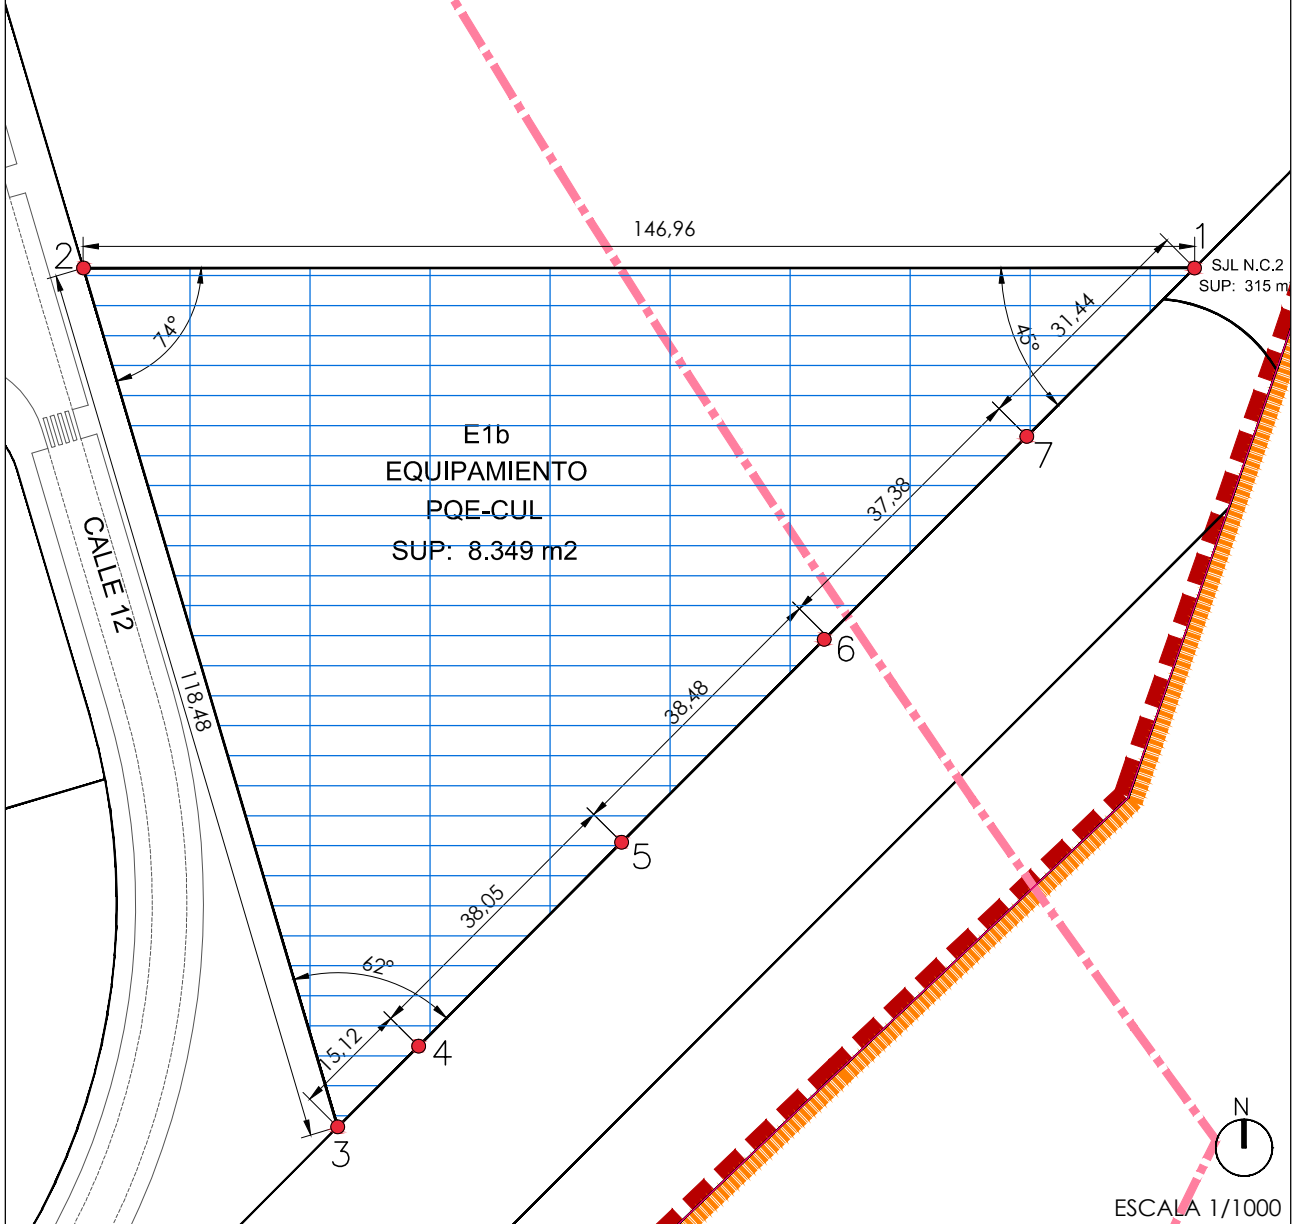 146,96
1
2
SJL N.C.2
SUP: 315 m
31,44
74°
45°
E1b
EQUIPAMIENTO
PQE-CUL
SUP: 8.349 m2
7
37,38
CALLE 12
6
38,48
118,48
5
38,05
62°
15,12
4
3
N
ESCALA 1/1000